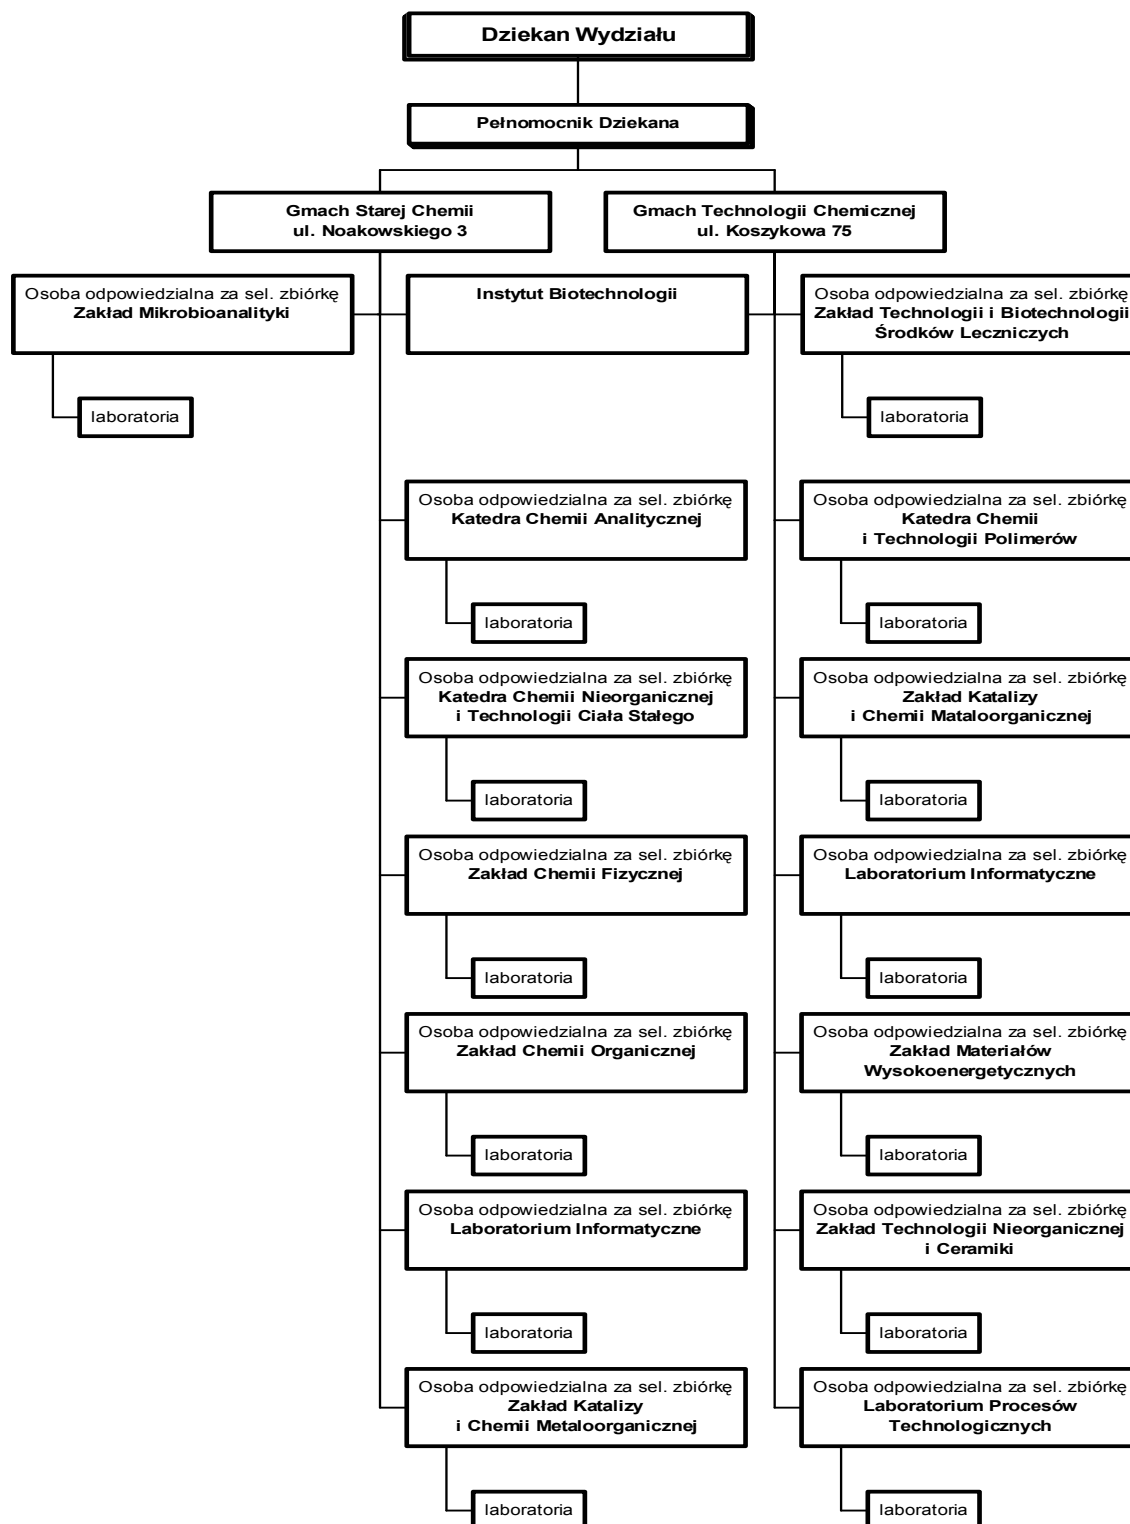 Dziekan Wydziału
Pełnomocnik Dziekana
Gmach Starej Chemii
ul. Noakowskiego 3
Gmach Technologii Chemicznej
ul. Koszykowa 75
Osoba odpowiedzialna za sel. zbiórkę
Zakład Mikrobioanalityki
laboratoria
Instytut Biotechnologii
Osoba odpowiedzialna za sel. zbiórkę
Zakład Technologii i Biotechnologii
Środków Leczniczych
laboratoria
Osoba odpowiedzialna za sel. zbiórkę
Katedra Chemii Analitycznej
laboratoria
Osoba odpowiedzialna za sel. zbiórkę
Katedra Chemii
i Technologii Polimerów
laboratoria
Osoba odpowiedzialna za sel. zbiórkę
Katedra Chemii Nieorganicznej
i Technologii Ciała Stałego
laboratoria
Osoba odpowiedzialna za sel. zbiórkę
Zakład Katalizy
i Chemii Mataloorganicznej
laboratoria
Osoba odpowiedzialna za sel. zbiórkę
Zakład Chemii Fizycznej
laboratoria
Osoba odpowiedzialna za sel. zbiórkę
Laboratorium Informatyczne
laboratoria
Osoba odpowiedzialna za sel. zbiórkę
Zakład Chemii Organicznej
laboratoria
Osoba odpowiedzialna za sel. zbiórkę
Zakład Materiałów
Wysokoenergetycznych
laboratoria
Osoba odpowiedzialna za sel. zbiórkę
Laboratorium Informatyczne
laboratoria
Osoba odpowiedzialna za sel. zbiórkę
Zakład Technologii Nieorganicznej
i Ceramiki
laboratoria
Osoba odpowiedzialna za sel. zbiórkę
Zakład Katalizy
i Chemii Metaloorganicznej
laboratoria
Osoba odpowiedzialna za sel. zbiórkę
Laboratorium Procesów
Technologicznych
laboratoria